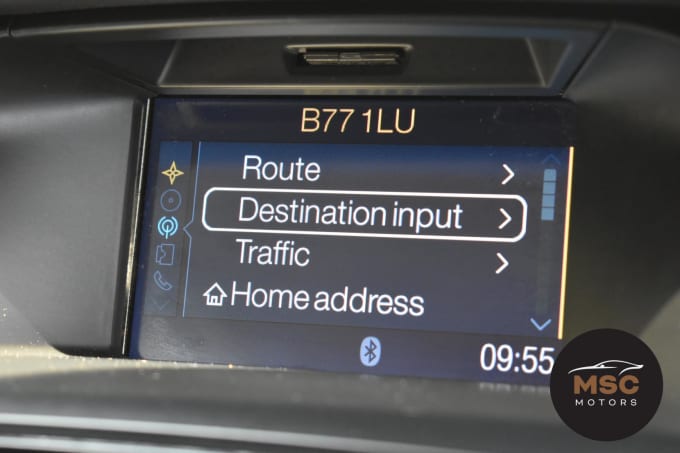 B77 1LU
Route
Destination input
Traffic
Home address
09:55
MSC
MOTORS